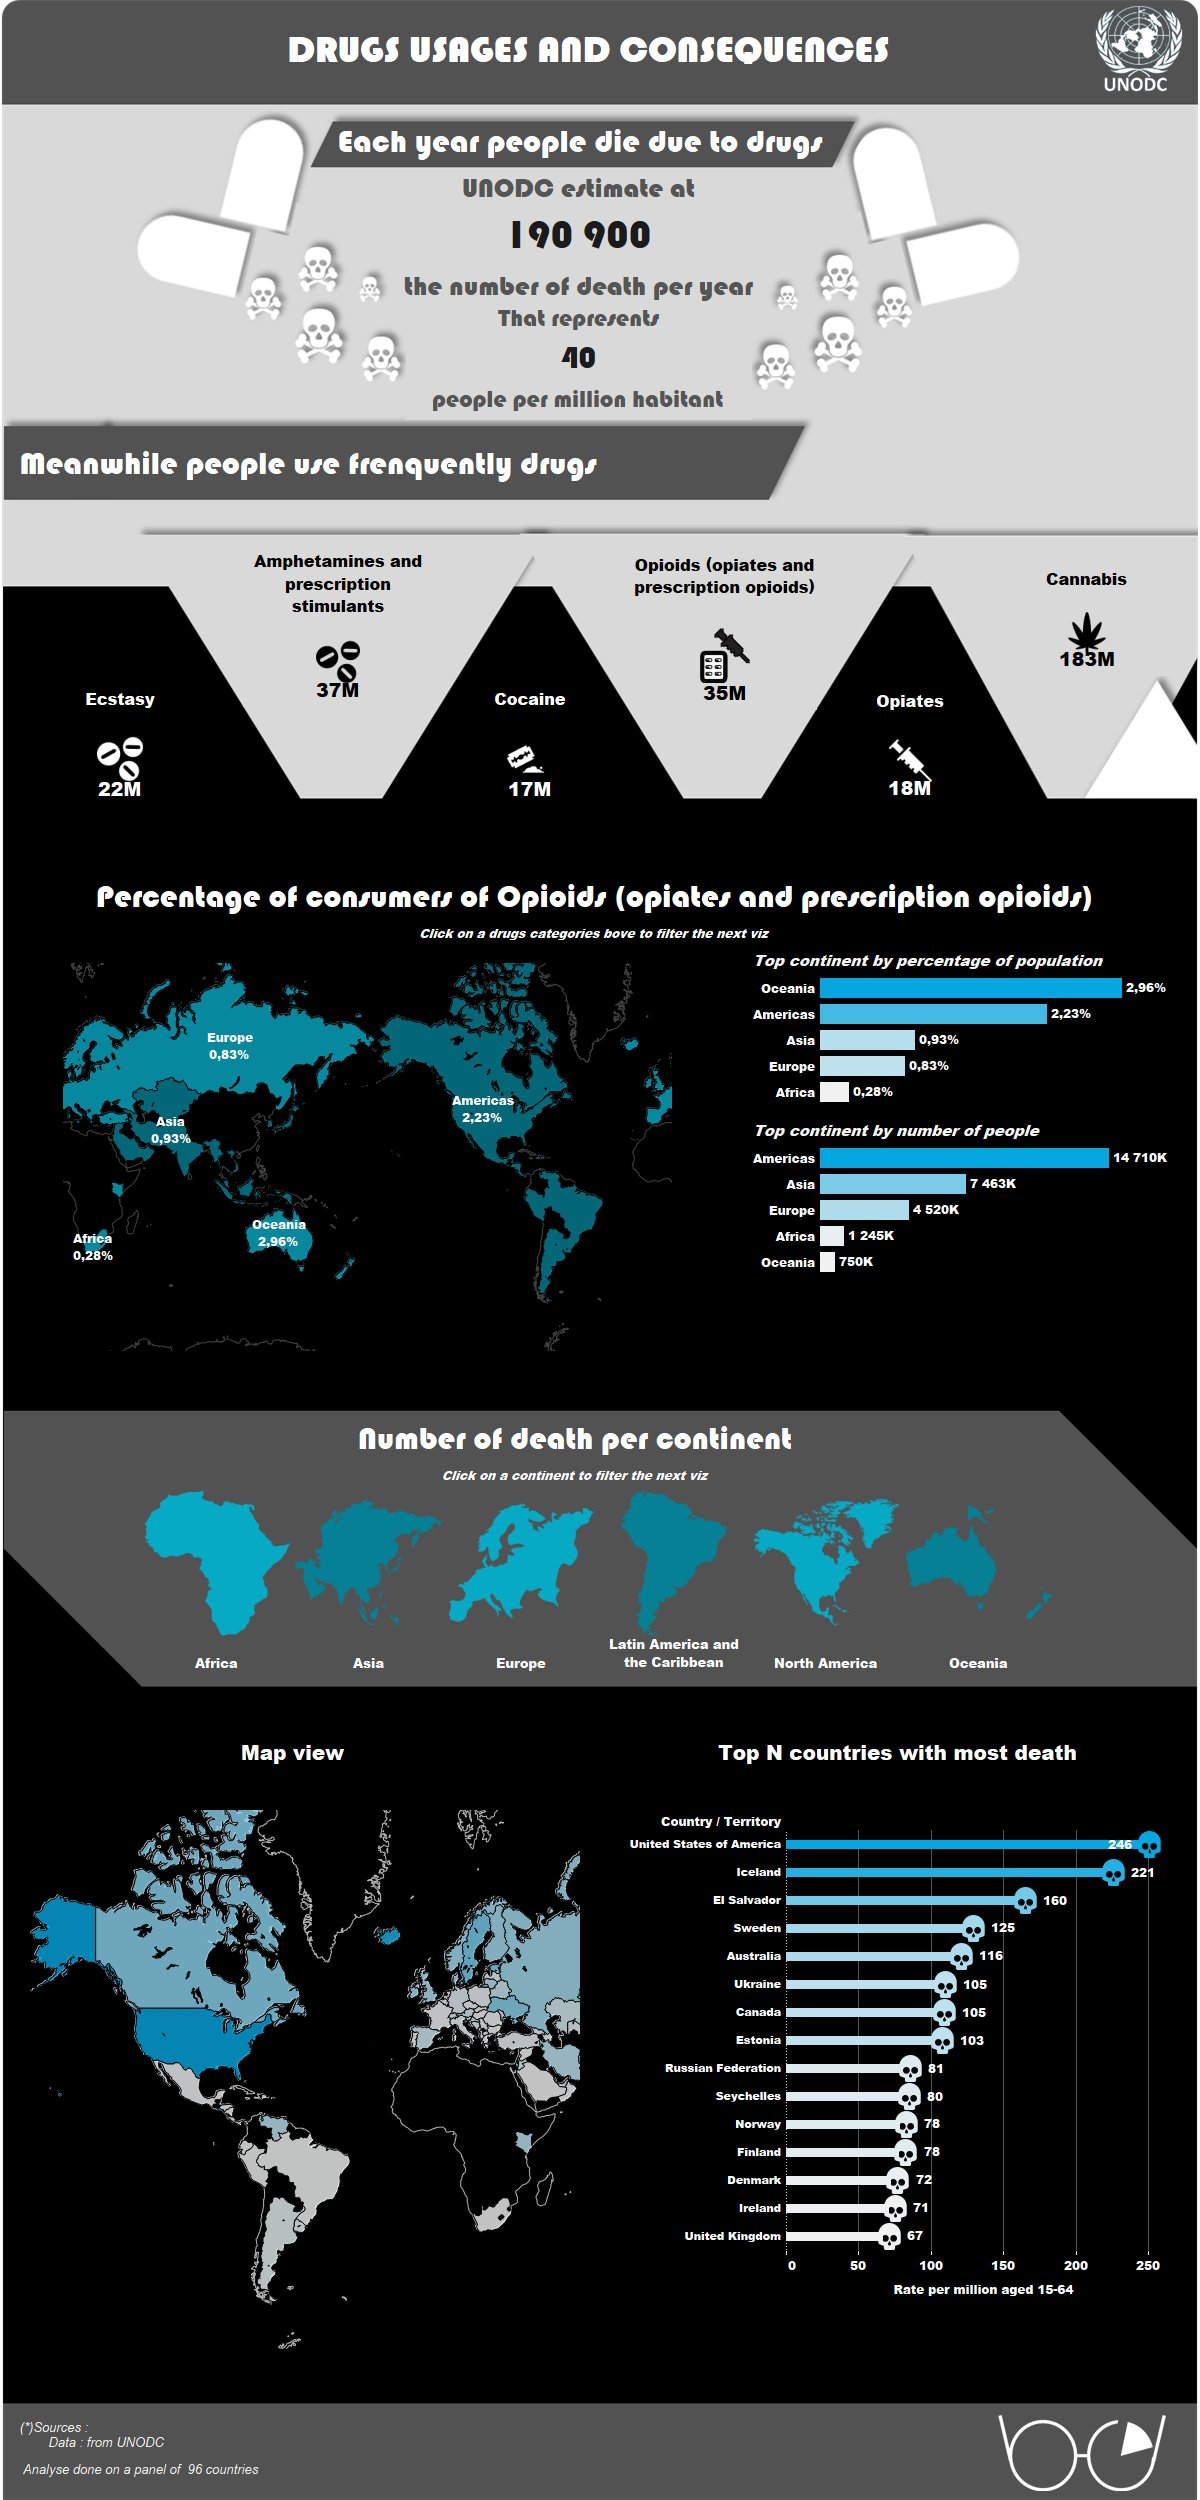 DRUGS USAGES AND CONSEQUENCES
UNODC
Each year people die due to drugs
UNODC estimate at
190 900
the number of death per year
That represents
40
people per million habitant
Meanwhile people use frenquently drugs
Amphetamines and
prescription
stimulants
37M
Opioids (opiates and
prescription opioids)
35M
Cannabis
183M
Ecstasy
22M
Cocaine
17M
Opiates
18M
Percentage of consumers of Opioids (opiates and prescription opioids)
Click on a drugs categories bove to filter the next viz
Europe
0,83%
Asia
0,93%
Americas
2,23%
Africa
0,28%
Oceania
2,96%
Top continent by percentage of population
Oceania 2,96%
Americas 2,23%
Asia 0,93%
Europe 0,83%
Africa 0,28%
Top continent by number of people
Americas 14 710K
Asia 7 463K
Europe 4 520K
Africa 1 245K
Oceania 750K
Number of death per continent
Click on a continent to filter the next viz
Africa
Asia
Europe
Latin America and
the Caribbean
North America
Oceania
Map view
Top N countries with most death
Country / Territory
United States of America 246
Iceland 221
El Salvador 160
Sweden 125
Australia 116
Ukraine 105
Canada 105
Estonia 103
Russian Federation 81
Seychelles 80
Norway 78
Finland 78
Denmark 72
Ireland 71
United Kingdom 67
0 50 100 150 200 250
Rate per million aged 15-64
(*)Sources :
Data : from UNODC
Analyse done on a panel of 96 countries